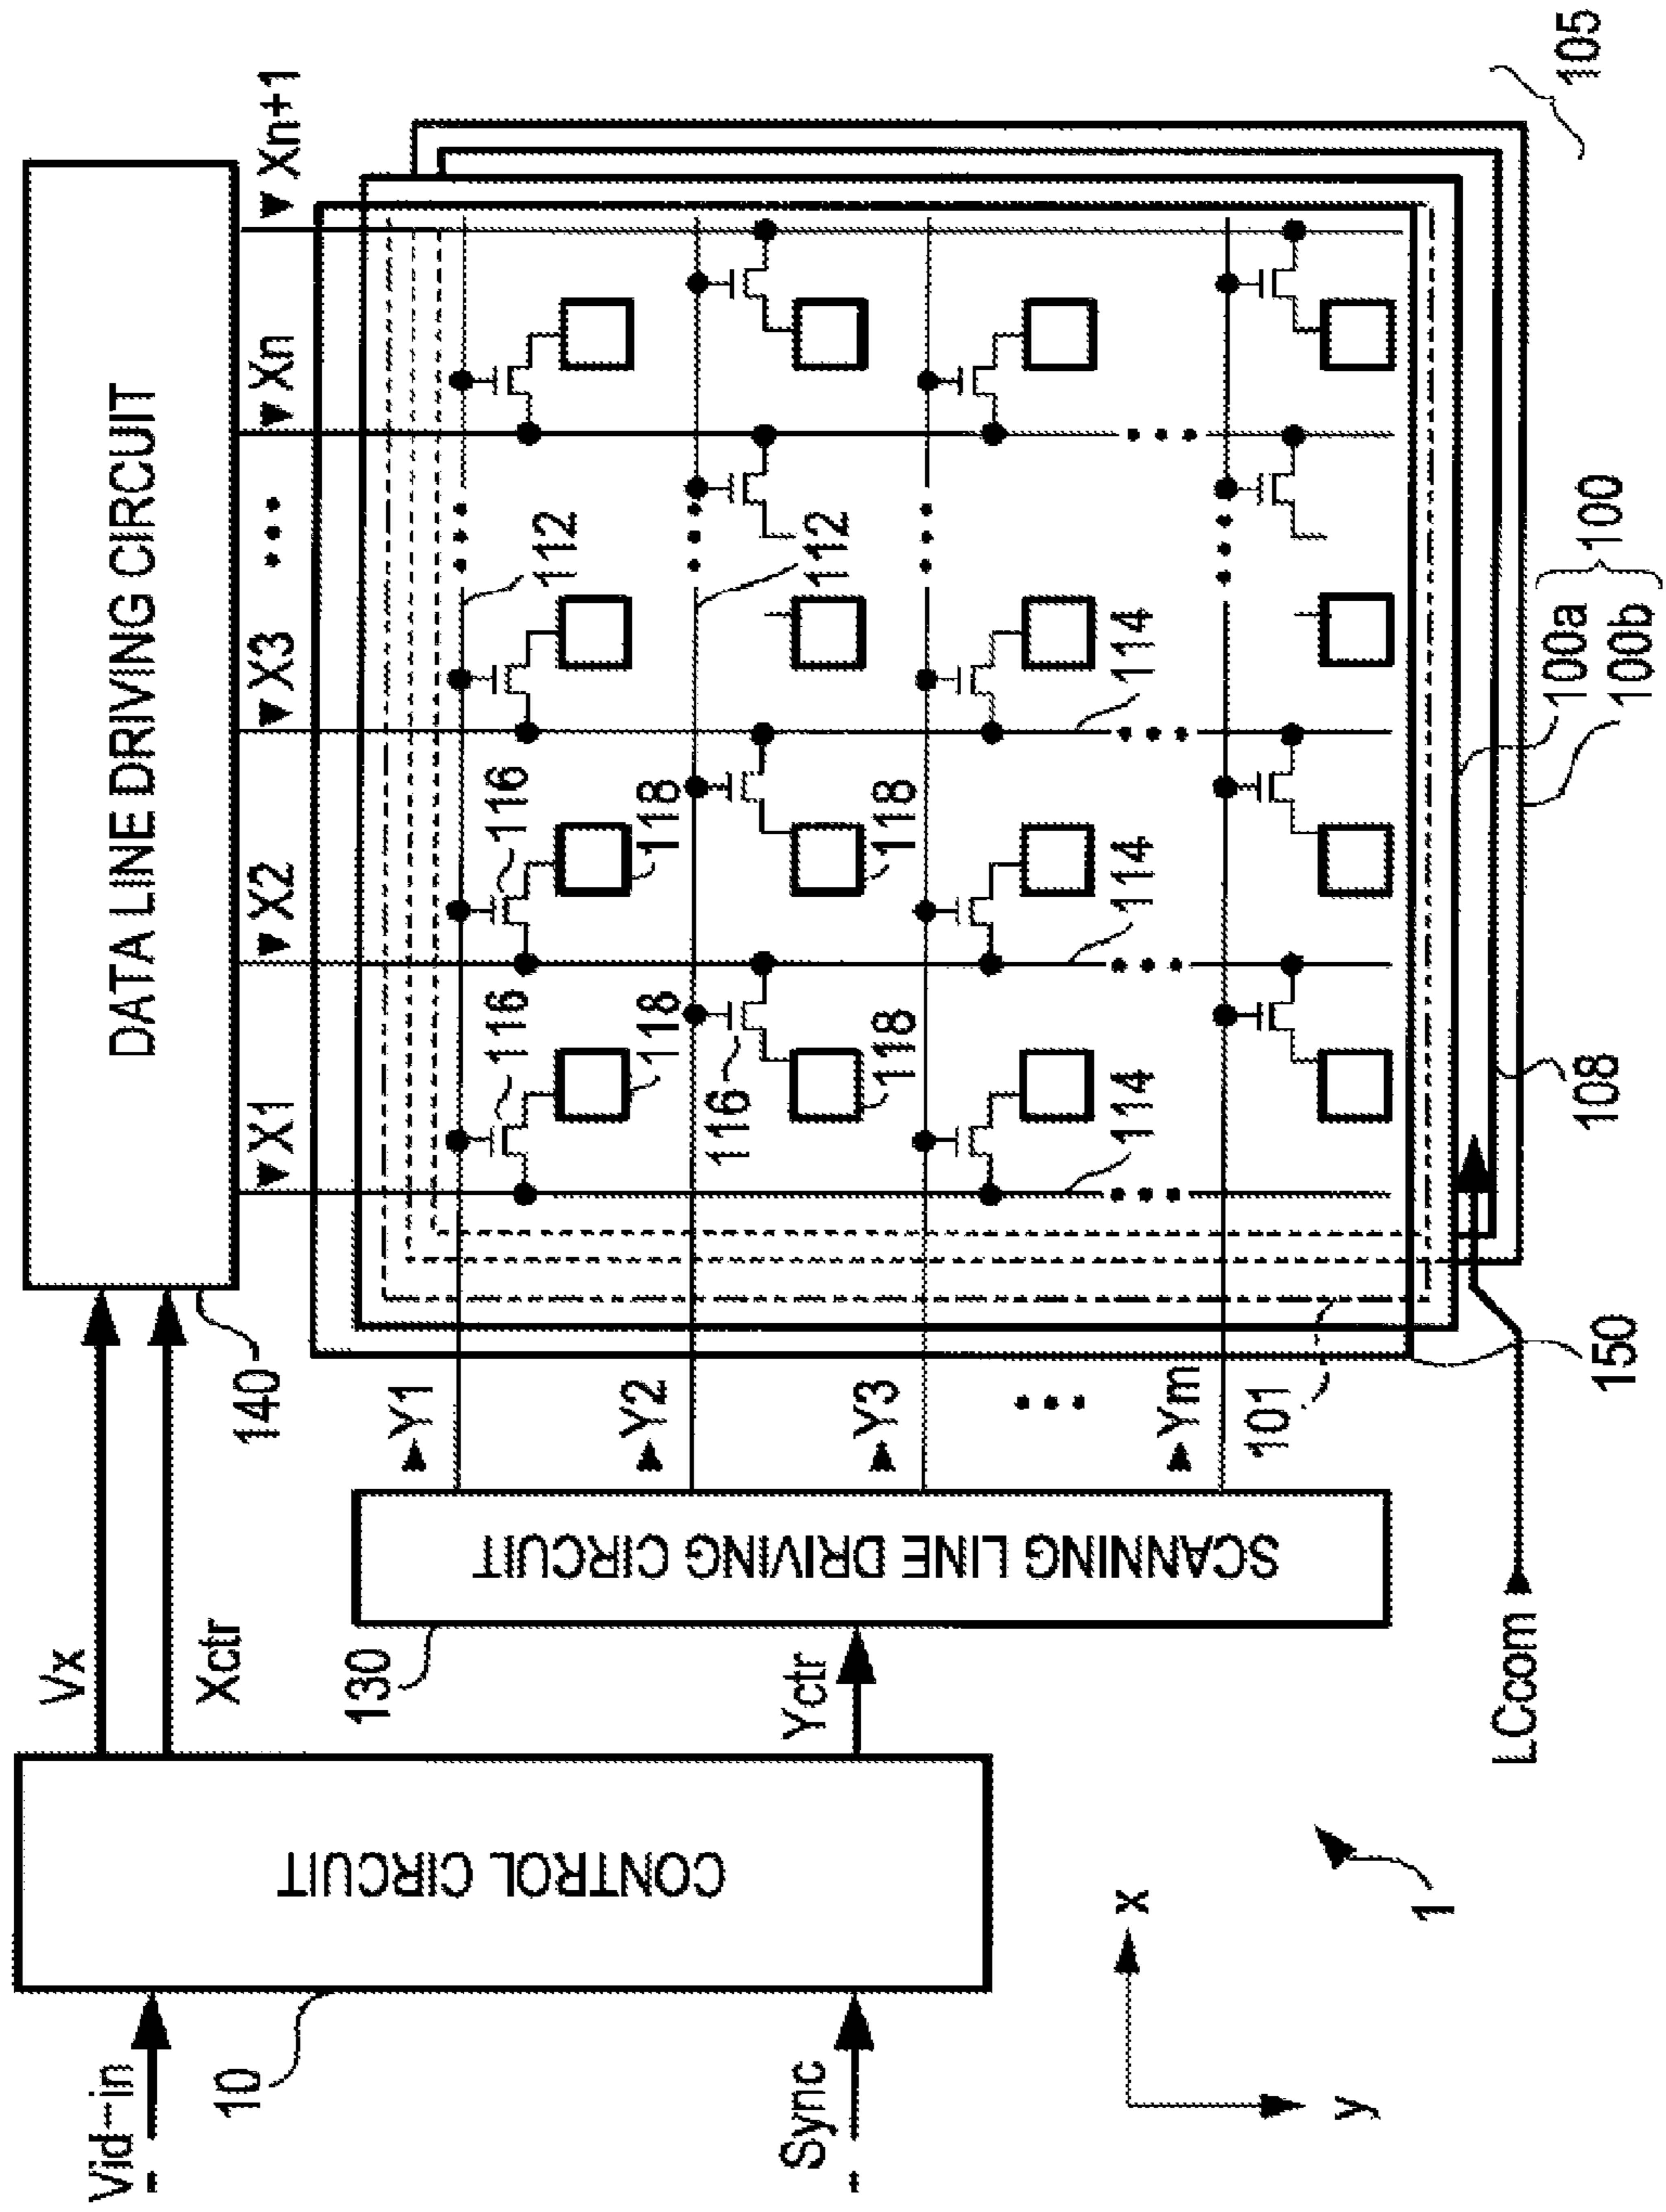 DATA LINE DRIVING CIRCUIT
Vx
Xctr
140
X1
X2
X3
...
Xn
Xn+1
105
Vid-in
10
CONTROL CIRCUIT
Sync
Yctr
130
SCANNING LINE DRIVING CIRCUIT
Y1
Y2
Y3
...
Ym
101
150
LCcom
108
112
112
116
116
116
118
118
118
118
114
114
114
100a
100b
100
1
x
y